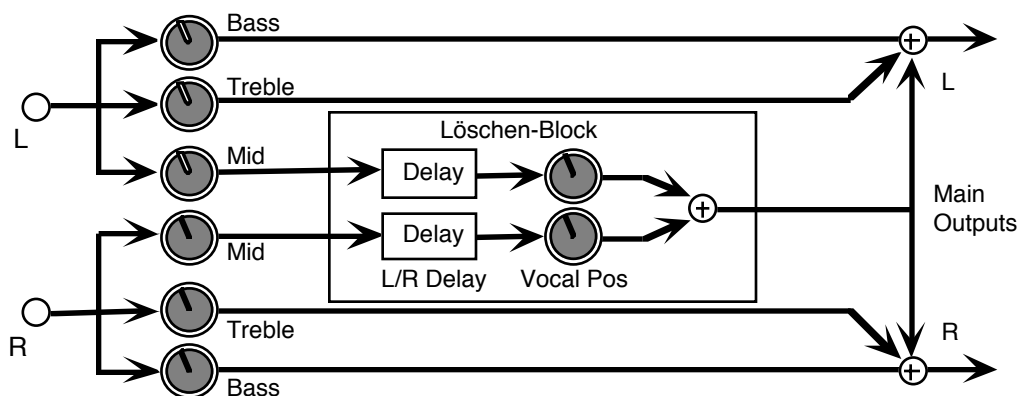 Bass
Treble
L
L
Löschen-Block
Mid
Delay
Main
Outputs
Delay
Mid
L/R Delay
Vocal Pos
R
R
Treble
Bass